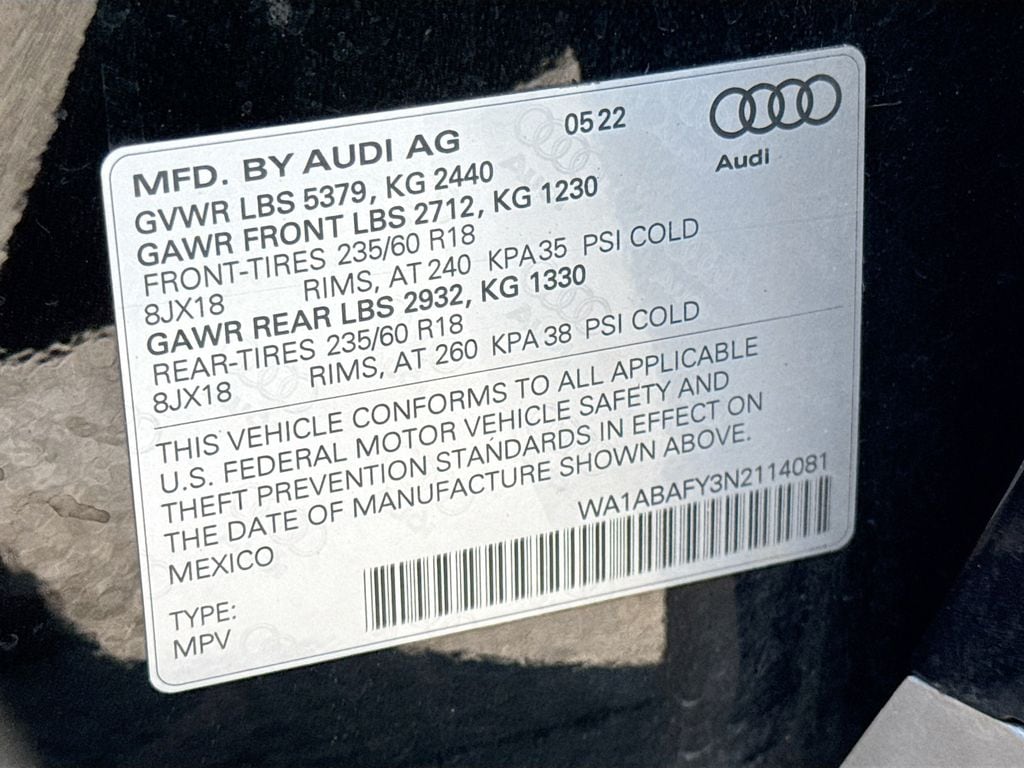 MFD. BY AUDI AG 05 22
Audi
GVWR LBS 5379, KG 2440
GAWR FRONT LBS 2712, KG 1230
FRONT-TIRES 235/60 R18
8JX18 RIMS, AT 240 KPA 35 PSI COLD
GAWR REAR LBS 2932, KG 1330
REAR-TIRES 235/60 R18
8JX18 RIMS, AT 260 KPA 38 PSI COLD
THIS VEHICLE CONFORMS TO ALL APPLICABLE
U.S. FEDERAL MOTOR VEHICLE SAFETY AND
THEFT PREVENTION STANDARDS IN EFFECT ON
THE DATE OF MANUFACTURE SHOWN ABOVE.
MEXICO WA1ABAFY3N2114081
TYPE:
MPV